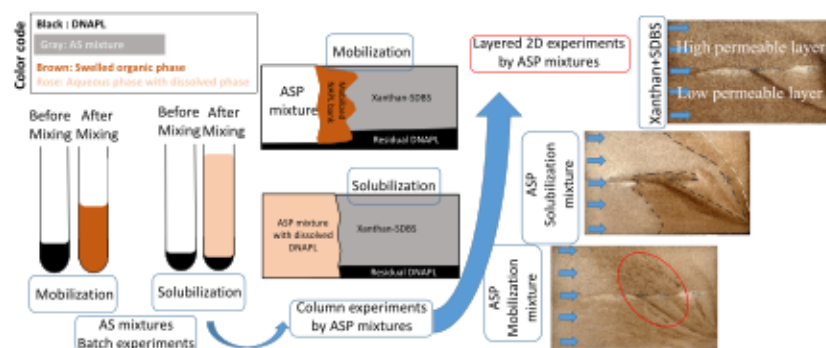 Color code
Black : DNAPL
Gray: AS mixture
Brown: Swelled organic phase
Rose: Aqueous phase with dissolved phase
Before
Mixing
After
Mixing
Before
Mixing
After
Mixing
Mobilization
Solubilization
AS mixtures
Batch experiments
Mobilization
ASP
mixture
Mobilized
NAPL bank
Xanthan-SDBS
Residual DNAPL
Solubilization
ASP mixture
with dissolved
DNAPL
Xanthan-SDBS
Residual DNAPL
Column experiments
by ASP mixtures
Layered 2D experiments
by ASP mixtures
Xanthan+SDBS
High permeable layer
Low permeable layer
ASP
Solubilization
mixture
ASP
Mobilization
mixture